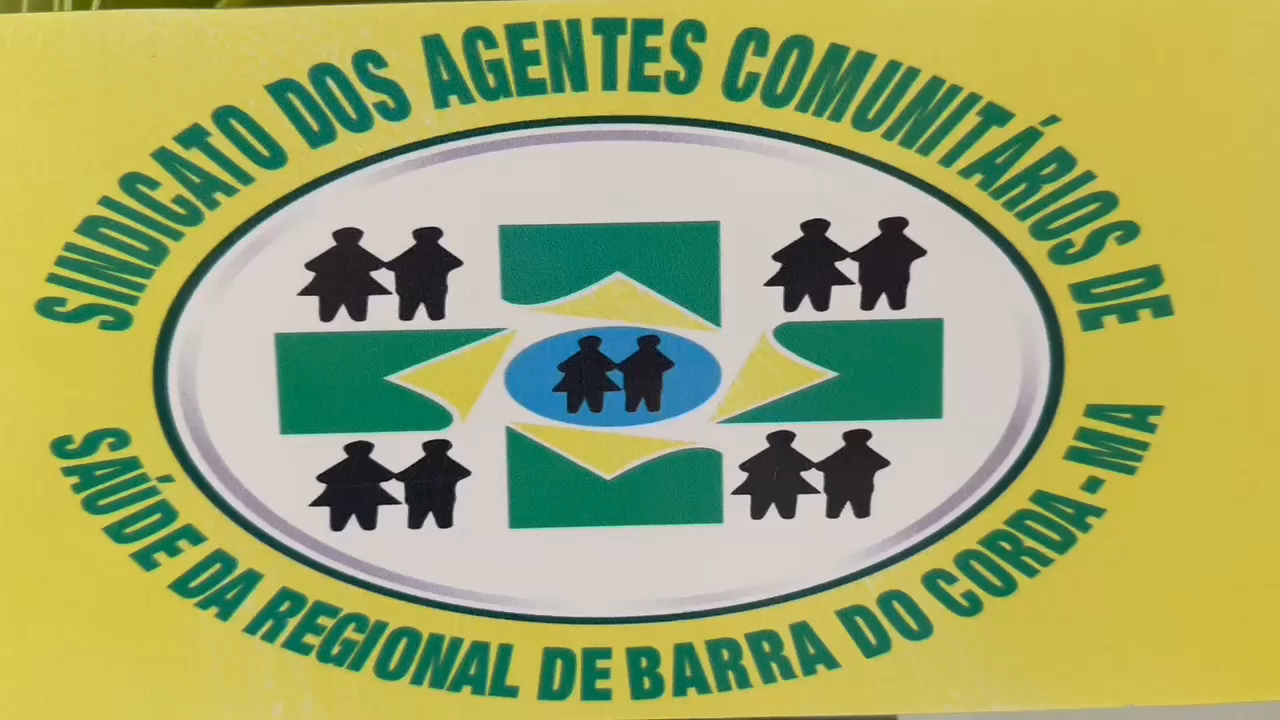 SINDICATO DOS AGENTES COMUNITÁRIOS DE
SAÚDE DA REGIONAL DE BARRA DO CORDA - MA